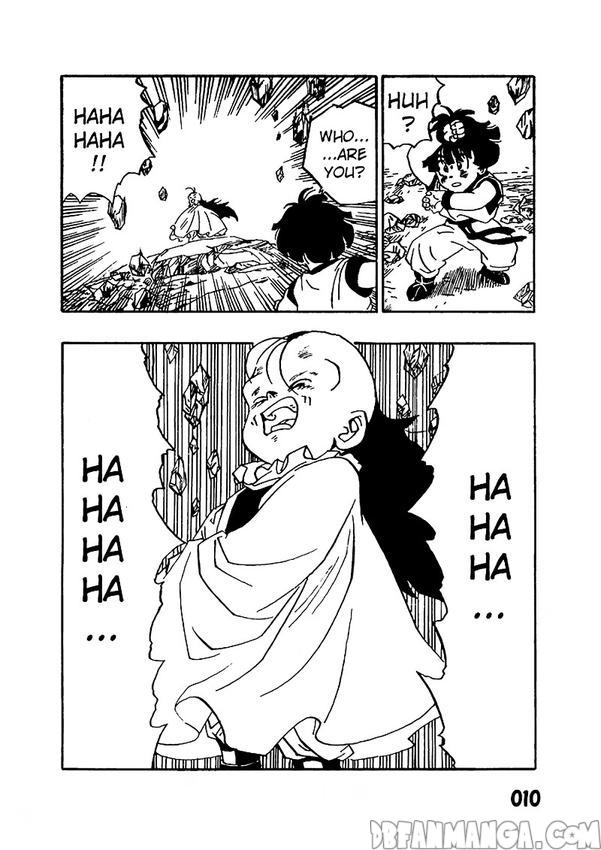 HUH
?
WHO....
....ARE
YOU?
HAHA
HAHA
!!
HA
HA
HA
...
HA
HA
HA
HA
...
010
DBFANMANGA.COM